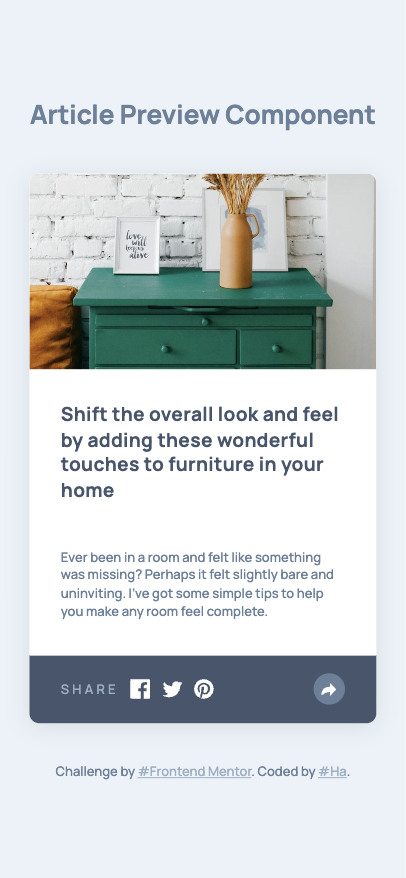 Article Preview Component
love
will
keep us
alive
Shift the overall look and feel
by adding these wonderful
touches to furniture in your
home
Ever been in a room and felt like something
was missing? Perhaps it felt slightly bare and
uninviting. I've got some simple tips to help
you make any room feel complete.
SHARE
Challenge by #Frontend Mentor. Coded by #Ha.